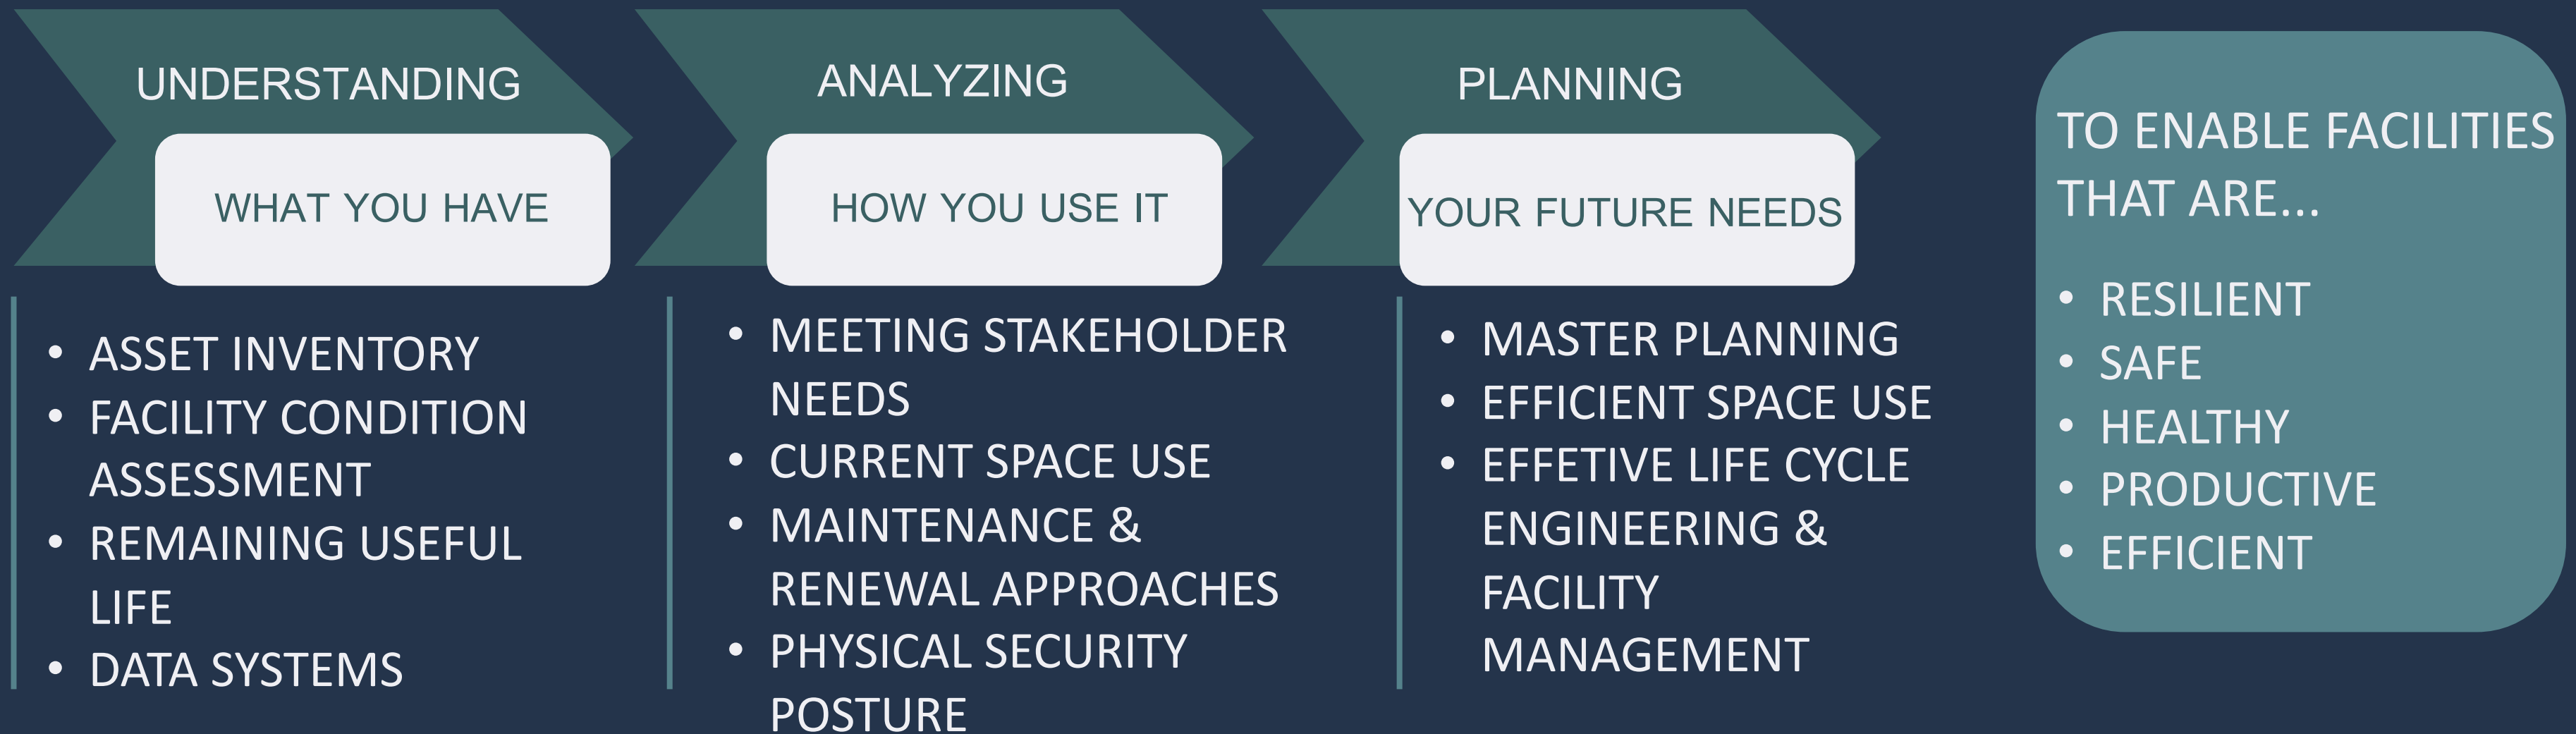 UNDERSTANDING
WHAT YOU HAVE
• ASSET INVENTORY
• FACILITY CONDITION
ASSESSMENT
• REMAINING USEFUL
LIFE
• DATA SYSTEMS
ANALYZING
HOW YOU USE IT
• MEETING STAKEHOLDER
NEEDS
• CURRENT SPACE USE
• MAINTENANCE &
RENEWAL APPROACHES
• PHYSICAL SECURITY
POSTURE
PLANNING
YOUR FUTURE NEEDS
• MASTER PLANNING
• EFFICIENT SPACE USE
• EFFETIVE LIFE CYCLE
ENGINEERING &
FACILITY
MANAGEMENT
TO ENABLE FACILITIES
THAT ARE...
• RESILIENT
• SAFE
• HEALTHY
• PRODUCTIVE
• EFFICIENT